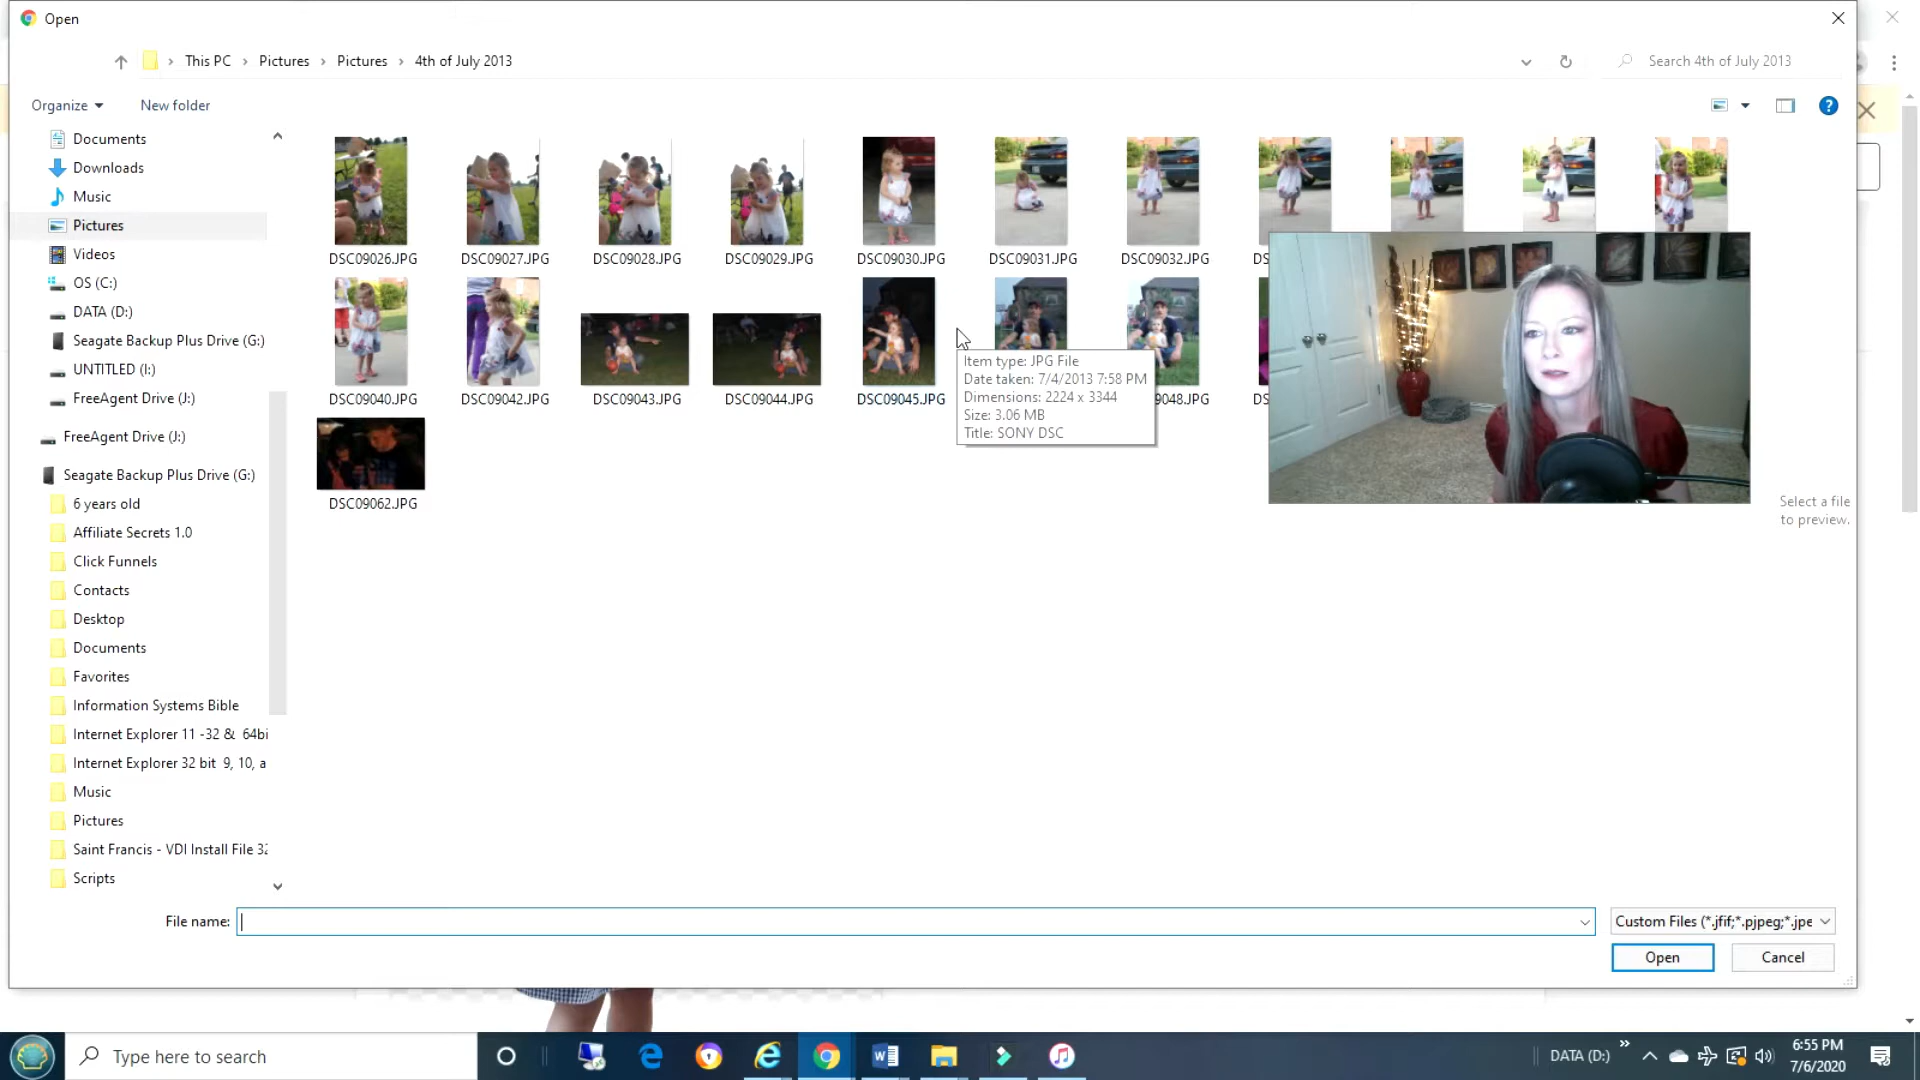 Open
This PC > Pictures > Pictures > 4th of July 2013
Search 4th of July 2013
Organize
New folder
Documents
Downloads
Music
Pictures
Videos
OS (C:)
DATA (D:)
Seagate Backup Plus Drive (G:)
UNTITLED (I:)
FreeAgent Drive (J:)
FreeAgent Drive (J:)
Seagate Backup Plus Drive (G:)
6 years old
Affiliate Secrets 1.0
Click Funnels
Contacts
Desktop
Documents
Favorites
Information Systems Bible
Internet Explorer 11 -32 & 64bi
Internet Explorer 32 bit 9, 10, a
Music
Pictures
Saint Francis - VDI Install File 32
Scripts
DSC09026.JPG DSC09027.JPG DSC09028.JPG DSC09029.JPG DSC09030.JPG DSC09031.JPG DSC09032.JPG DS
DSC09040.JPG DSC09042.JPG DSC09043.JPG DSC09044.JPG DSC09045.JPG 9048.JPG DS
DSC09062.JPG
Item type: JPG File
Date taken: 7/4/2013 7:58 PM
Dimensions: 2224 x 3344
Size: 3.06 MB
Title: SONY DSC
Select a file
to preview.
File name:
Custom Files (*.jfif;*.pjpeg;*.jpe
Open
Cancel
Type here to search
DATA (D:)
6:55 PM
7/6/2020